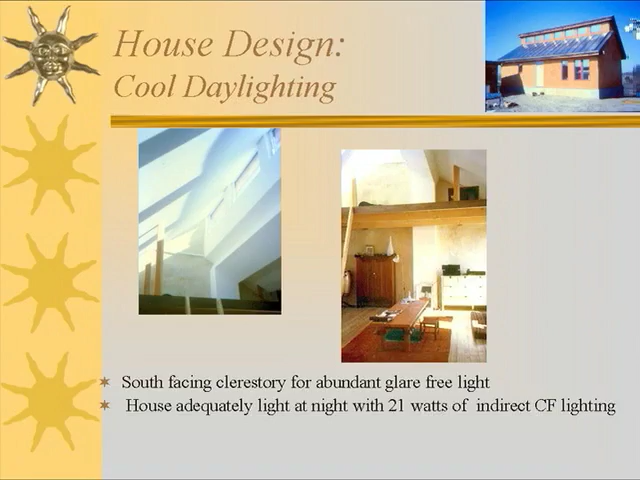 House Design:
Cool Daylighting
South facing clerestory for abundant glare free light
House adequately light at night with 21 watts of indirect CF lighting